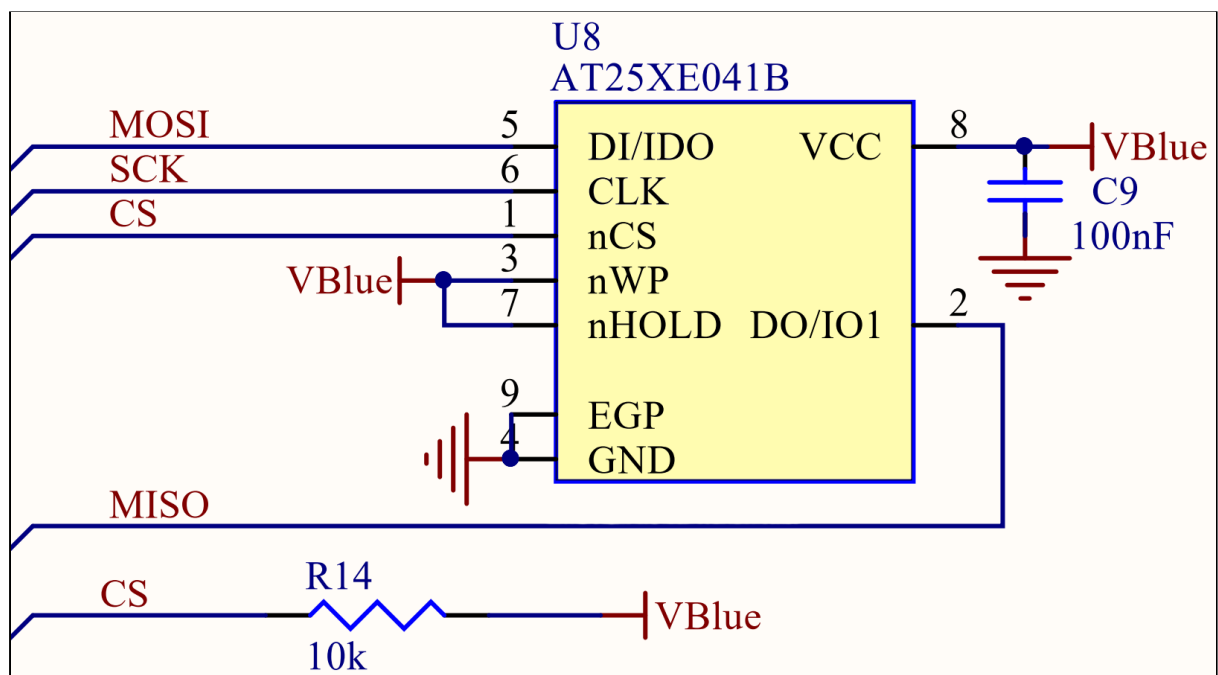 U8
AT25XE041B
MOSI 5 DI/IDO VCC 8 VBlue
SCK 6 CLK C9
CS 1 nCS 100nF
VBlue 3 nWP
7 nHOLD DO/IO1 2
9 EGP
4 GND
MISO
CS R14 VBlue
10k